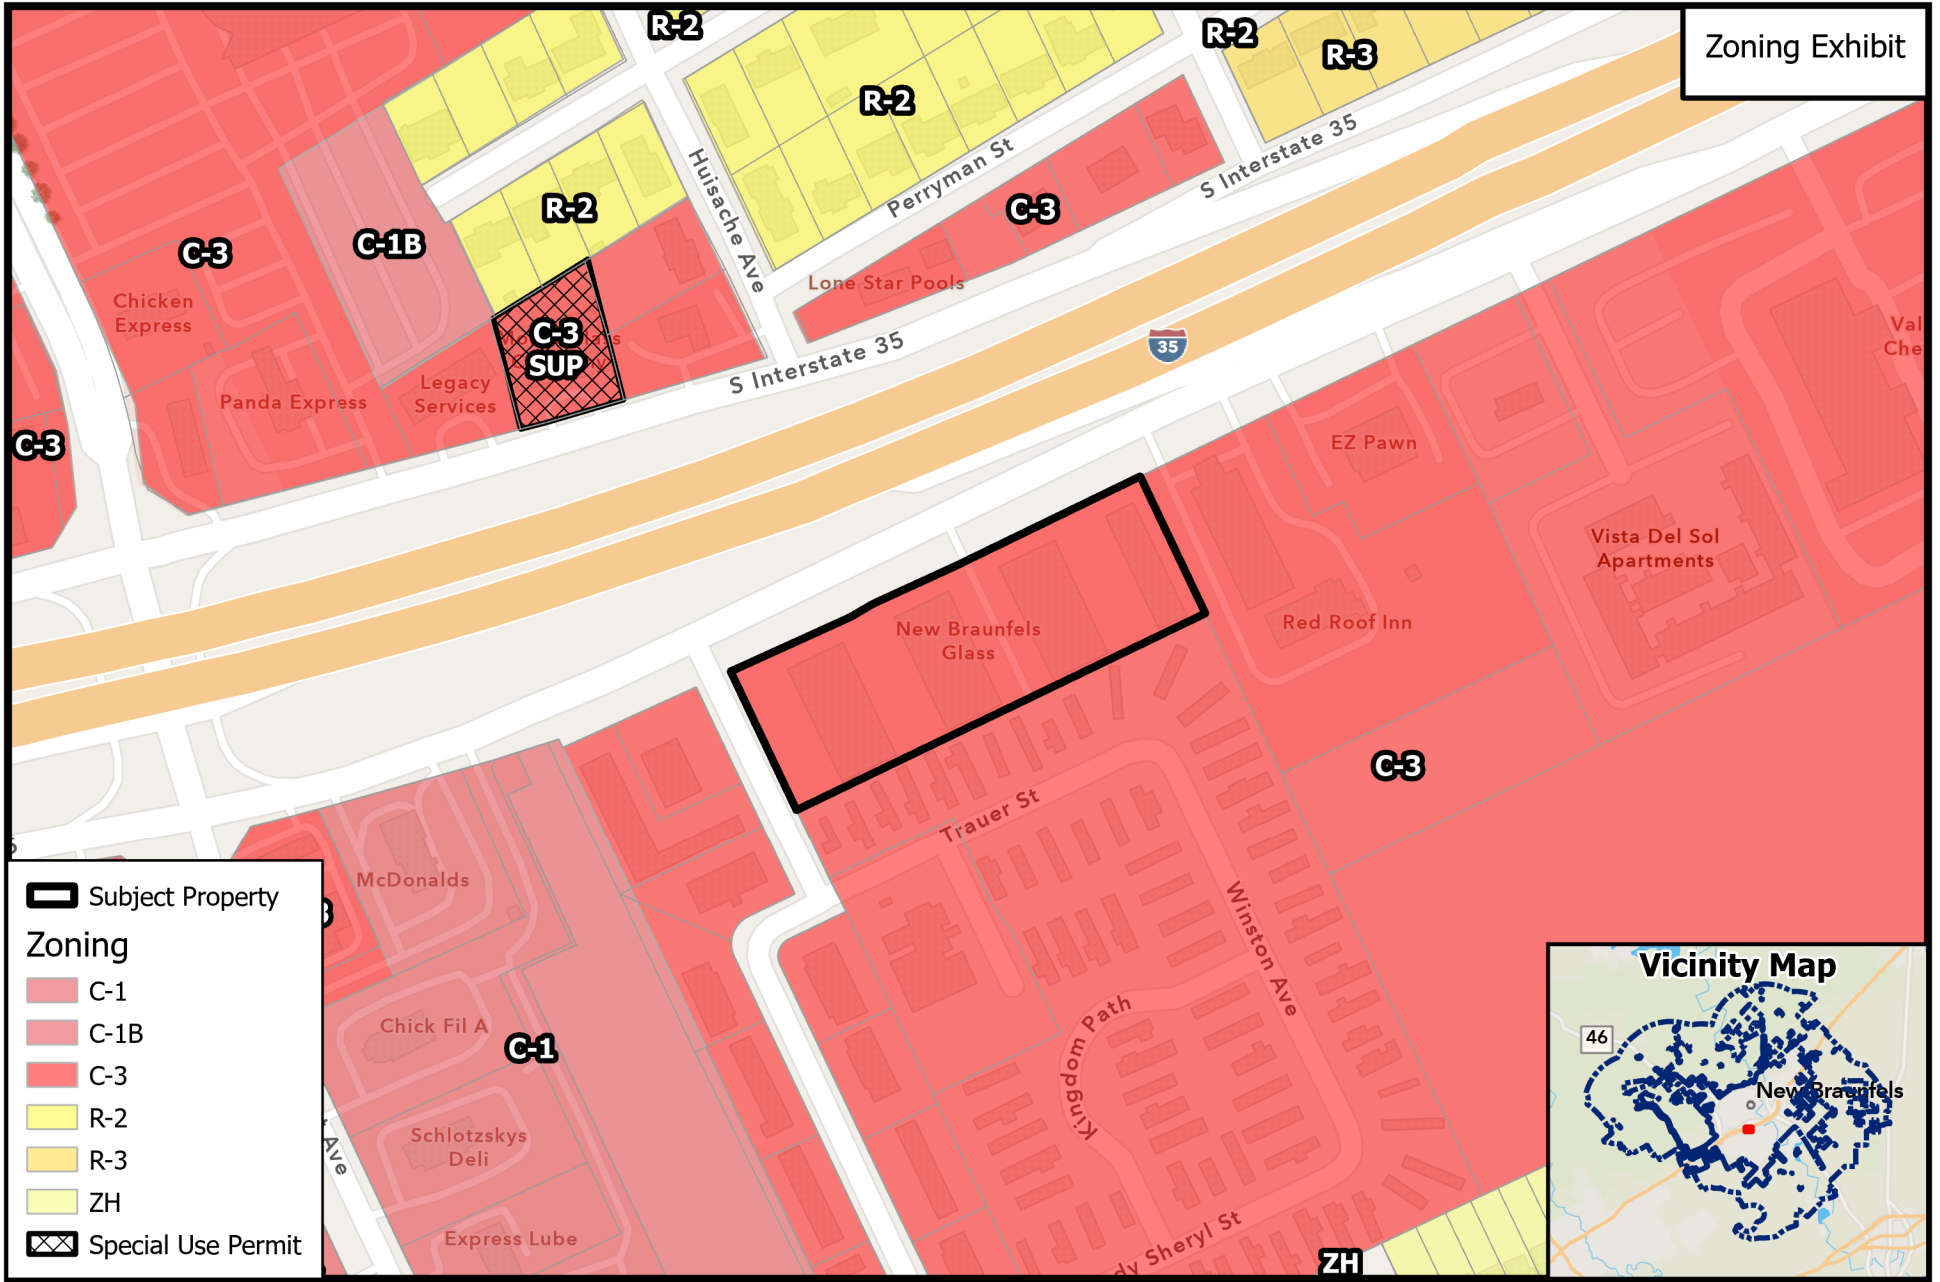 Zoning Exhibit
R-2
R-2
R-3
R-2
Huisache Ave
Perryman St
S Interstate 35
R-2
C-3
C-1B
C-3
Chicken
Express
Lone Star Pools
C-3
SUP
S Interstate 35
35
Legacy
Services
Panda Express
C-3
EZ Pawn
Vista Del Sol
Apartments
New Braunfels
Glass
Red Roof Inn
C-3
Trauer St
Winston Ave
Kingdom Path
McDonalds
Chick Fil A
C-1
Schlotzskys
Deli
Express Lube
Ave
dy Sheryl St
ZH
Subject Property
Zoning
C-1
C-1B
C-3
R-2
R-3
ZH
Special Use Permit
Vicinity Map
46
New Braunfels